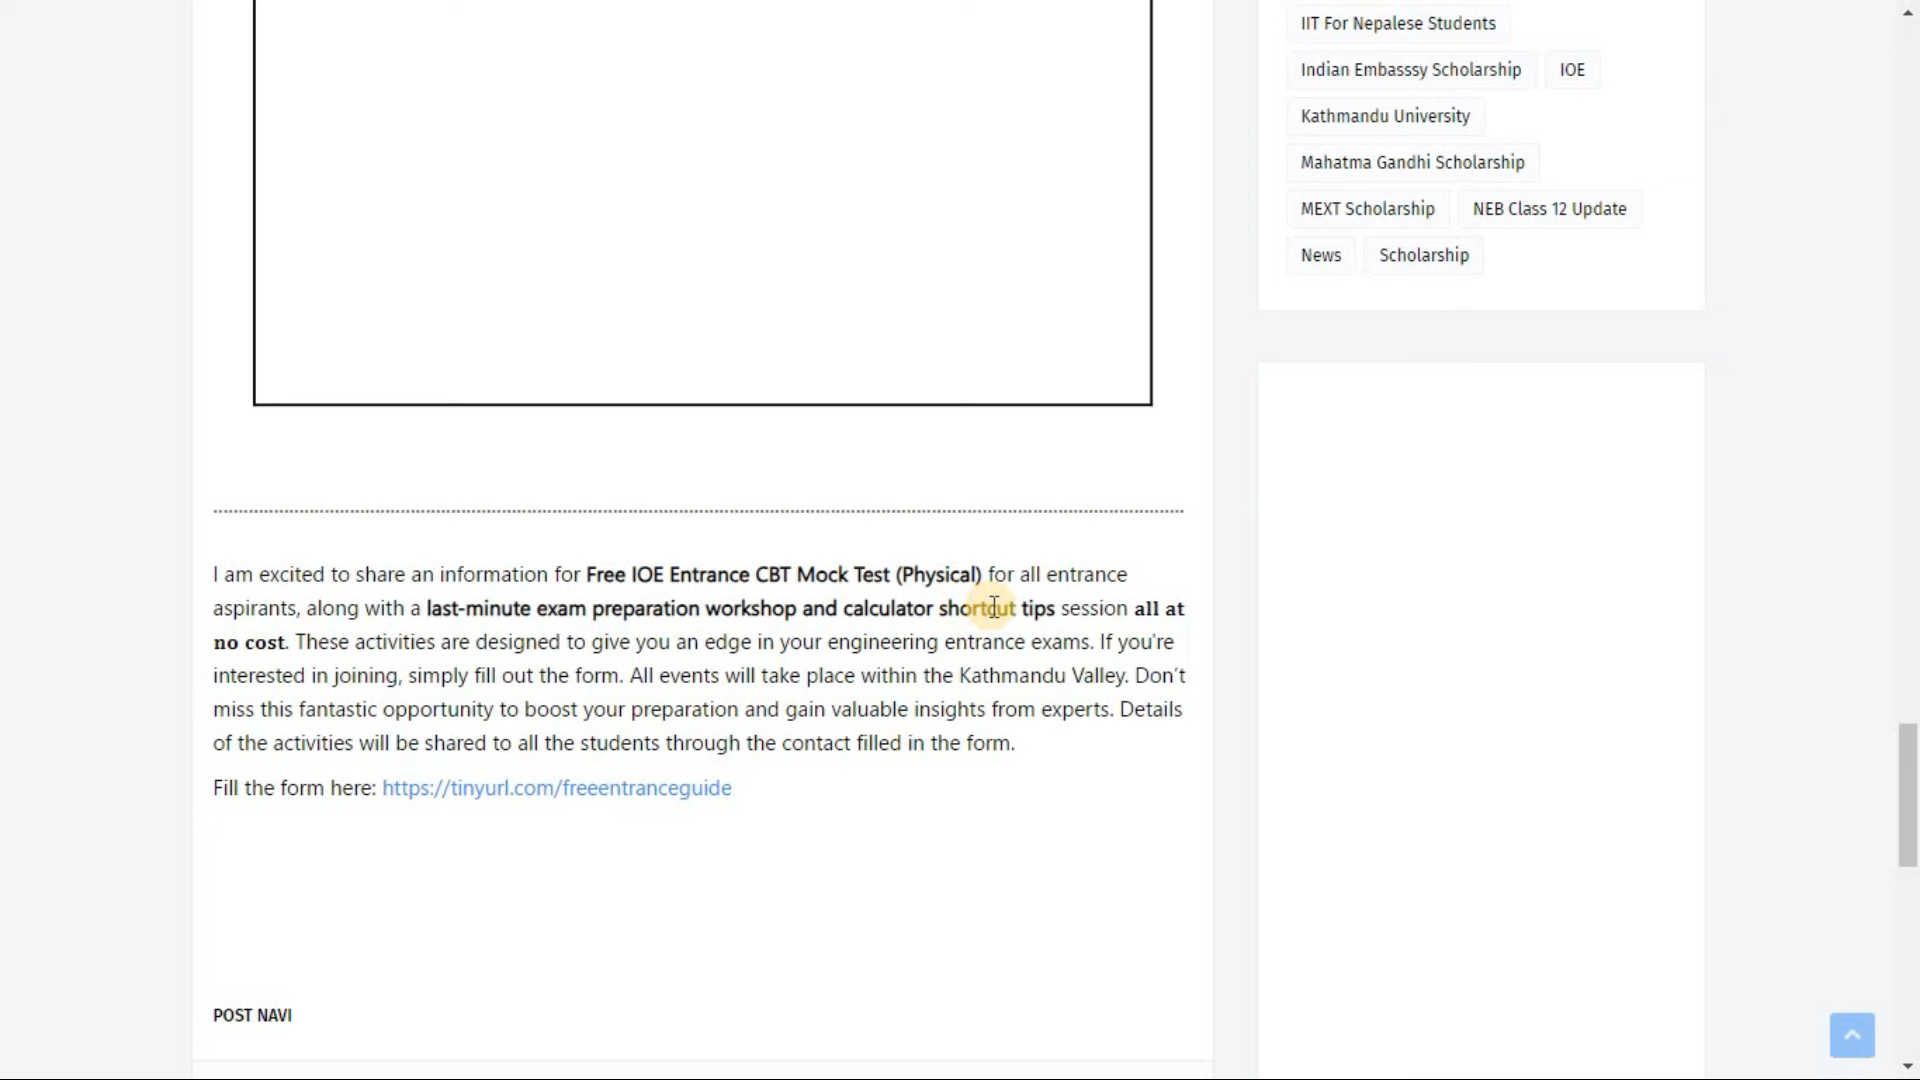 IIT For Nepalese Students
Indian Embasssy Scholarship IOE
Kathmandu University
Mahatma Gandhi Scholarship
MEXT Scholarship NEB Class 12 Update
News Scholarship
I am excited to share an information for Free IOE Entrance CBT Mock Test (Physical) for all entrance
aspirants, along with a last-minute exam preparation workshop and calculator shortcut tips session all at
no cost. These activities are designed to give you an edge in your engineering entrance exams. If you're
interested in joining, simply fill out the form. All events will take place within the Kathmandu Valley. Don't
miss this fantastic opportunity to boost your preparation and gain valuable insights from experts. Details
of the activities will be shared to all the students through the contact filled in the form.
Fill the form here: https://tinyurl.com/freeentranceguide
POST NAVI